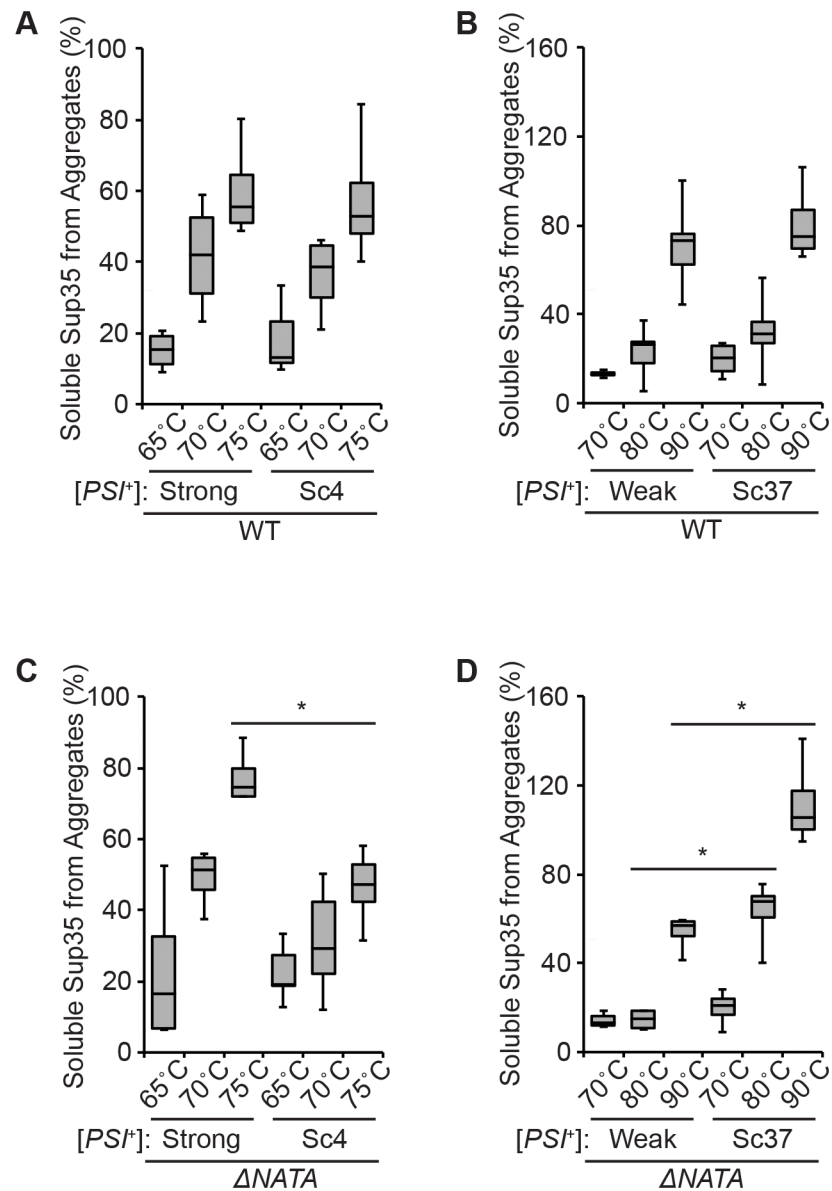 A
Soluble Sup35 from Aggregates (%)
100
80
60
40
20
0
65°C 70°C 75°C 65°C 70°C 75°C
[PSI+]: Strong Sc4
WT
B
Soluble Sup35 from Aggregates (%)
160
120
80
40
0
70°C 80°C 90°C 70°C 80°C 90°C
[PSI+]: Weak Sc37
WT
C
Soluble Sup35 from Aggregates (%)
100
80
60
40
20
0
*
65°C 70°C 75°C 65°C 70°C 75°C
[PSI+]: Strong Sc4
ΔNATA
D
Soluble Sup35 from Aggregates (%)
160
120
80
40
0
*
*
70°C 80°C 90°C 70°C 80°C 90°C
[PSI+]: Weak Sc37
ΔNATA